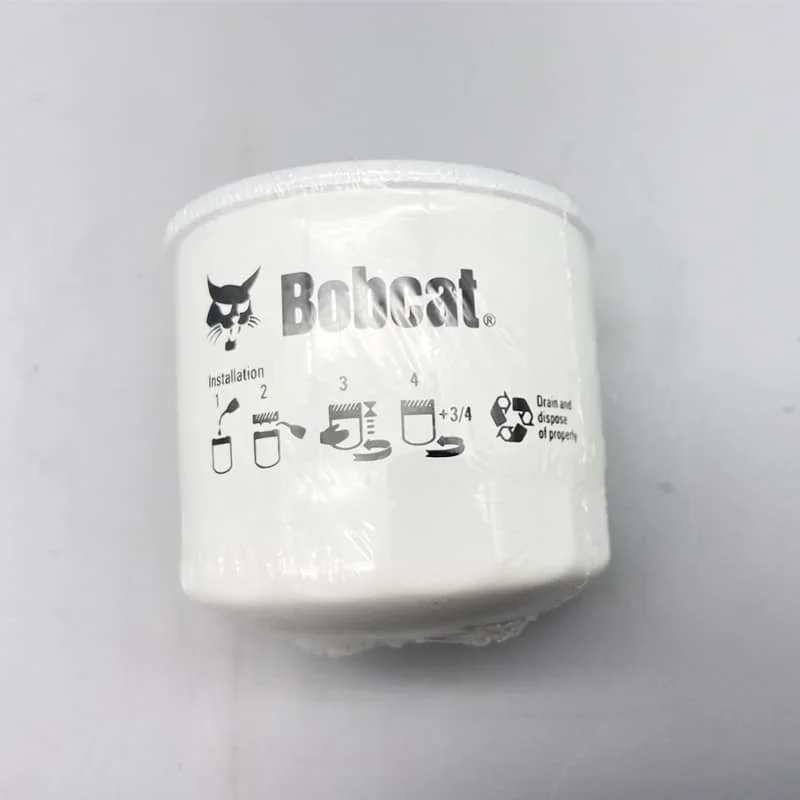 Bobcat®
Installation
1 2 3 4
+3/4
Drain and
dispose
of properly